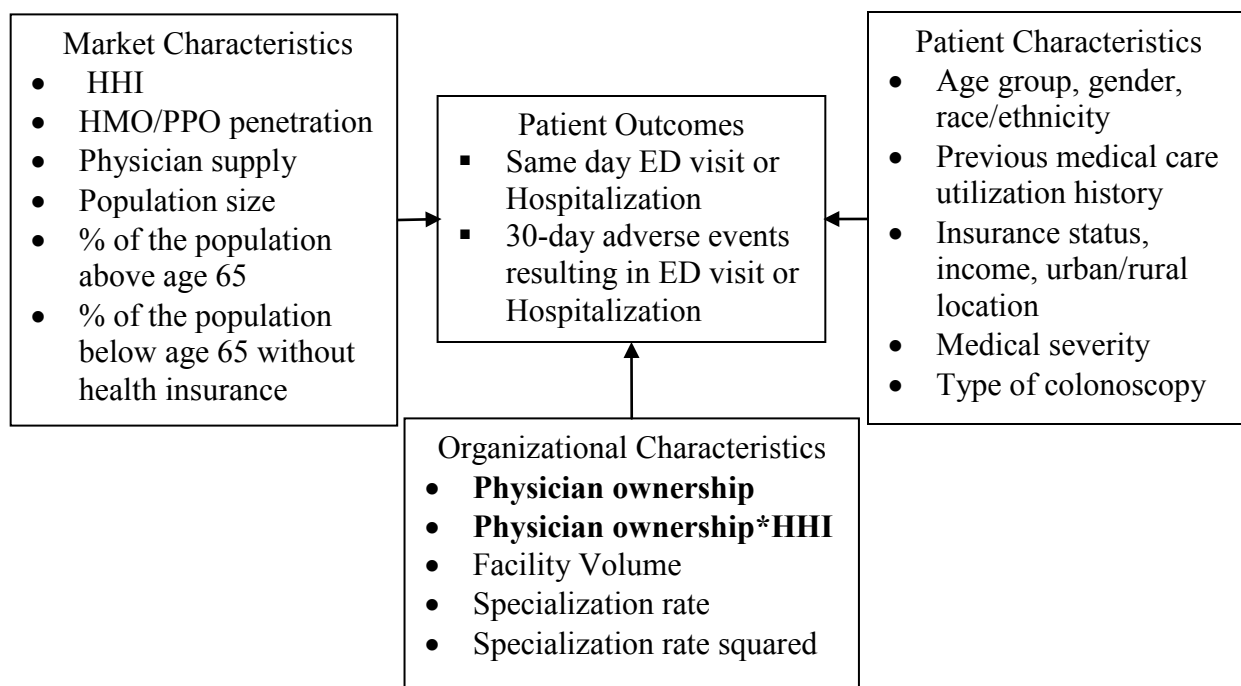 Market Characteristics
• HHI
• HMO/PPO penetration
• Physician supply
• Population size
• % of the population
above age 65
• % of the population
below age 65 without
health insurance
Patient Outcomes
▪ Same day ED visit or
Hospitalization
▪ 30-day adverse events
resulting in ED visit or
Hospitalization
Patient Characteristics
• Age group, gender,
race/ethnicity
• Previous medical care
utilization history
• Insurance status,
income, urban/rural
location
• Medical severity
• Type of colonoscopy
Organizational Characteristics
• Physician ownership
• Physician ownership*HHI
• Facility Volume
• Specialization rate
• Specialization rate squared